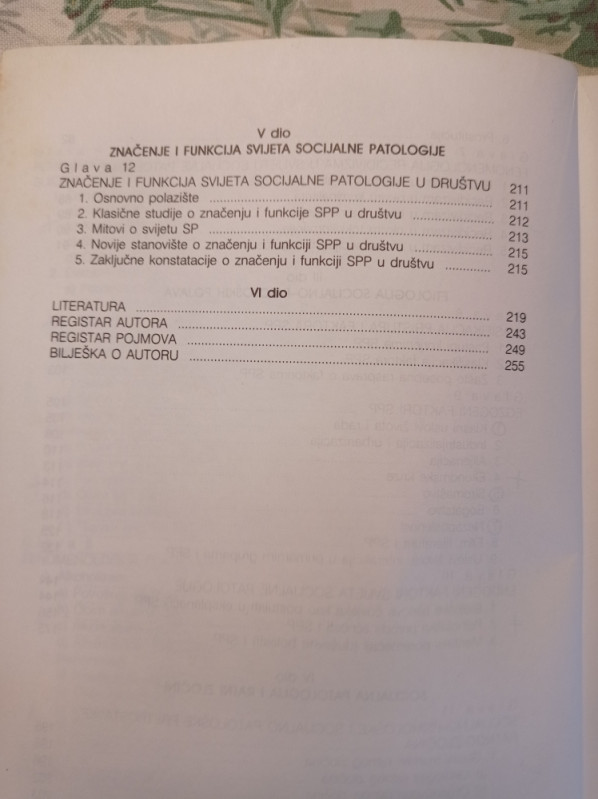 V dio
ZNAČENJE I FUNKCIJA SVIJETA SOCIJALNE PATOLOGIJE
Glava 12
ZNAČENJE I FUNKCIJA SVIJETA SOCIJALNE PATOLOGIJE U DRUŠTVU 211
1. Osnovno polazište 211
2. Klasične studije o značenju i funkcije SPP u društvu 212
3. Mitovi o svijetu SP 213
4. Novije stanovište o značenju i funkciji SPP u društvu 215
5. Zaključne konstatacije o značenju i funkciji SPP u društvu 215
VI dio
LITERATURA 219
REGISTAR AUTORA 243
REGISTAR POJMOVA 249
BILJEŠKA O AUTORU 255